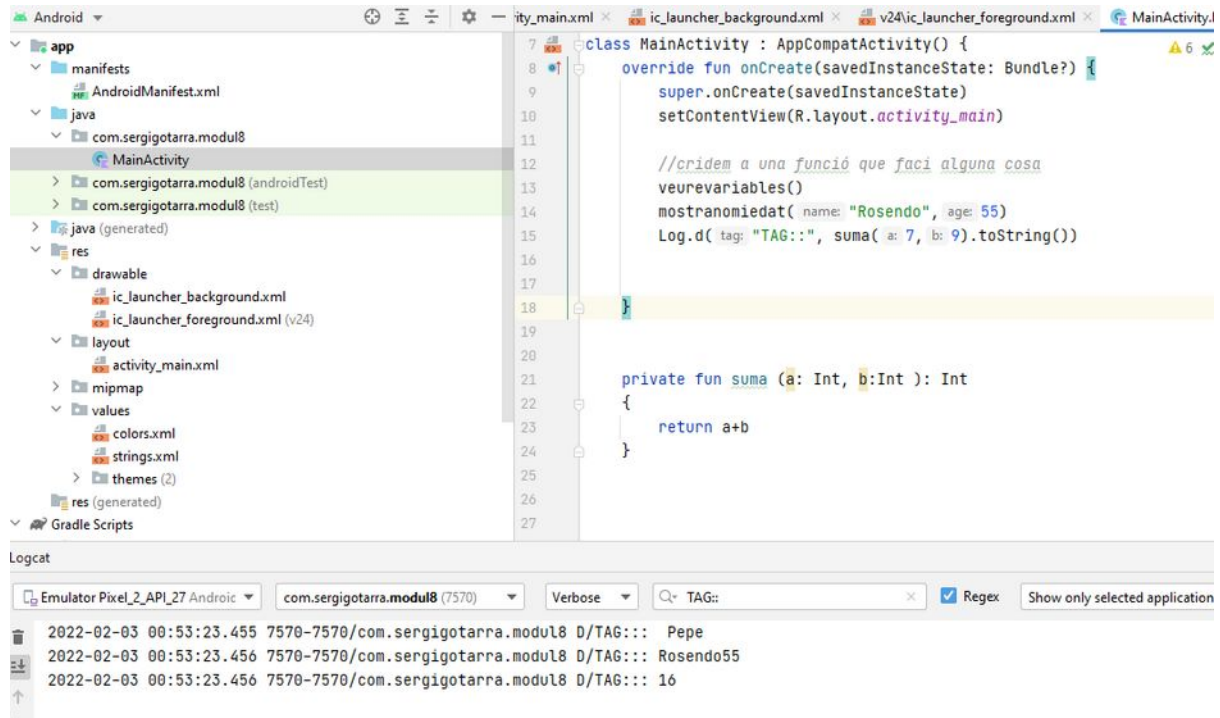 Android
ity_main.xml
ic_launcher_background.xml
v24\ic_launcher_foreground.xml
MainActivity.
app
manifests
AndroidManifest.xml
java
com.sergigotarra.modul8
MainActivity
com.sergigotarra.modul8 (androidTest)
com.sergigotarra.modul8 (test)
java (generated)
res
drawable
ic_launcher_background.xml
ic_launcher_foreground.xml (v24)
layout
activity_main.xml
mipmap
values
colors.xml
strings.xml
themes (2)
res (generated)
Gradle Scripts
6
7 class MainActivity : AppCompatActivity() {
8 override fun onCreate(savedInstanceState: Bundle?) {
9 super.onCreate(savedInstanceState)
10 setContentView(R.layout.activity_main)
11
12 //cridem a una funció que faci alguna cosa
13 veurevariables()
14 mostranomiedat( name: "Rosendo", age: 55)
15 Log.d( tag: "TAG::", suma( a: 7, b: 9).toString())
16
17
18 }
19
20
21 private fun suma (a: Int, b:Int ): Int
22 {
23 return a+b
24 }
25
26
27
Logcat
Emulator Pixel_2_API_27 Androic
com.sergigotarra.modul8 (7570)
Verbose
TAG::
Regex
Show only selected application
2022-02-03 00:53:23.455 7570-7570/com.sergigotarra.modul8 D/TAG::: Pepe
2022-02-03 00:53:23.456 7570-7570/com.sergigotarra.modul8 D/TAG::: Rosendo55
2022-02-03 00:53:23.456 7570-7570/com.sergigotarra.modul8 D/TAG::: 16